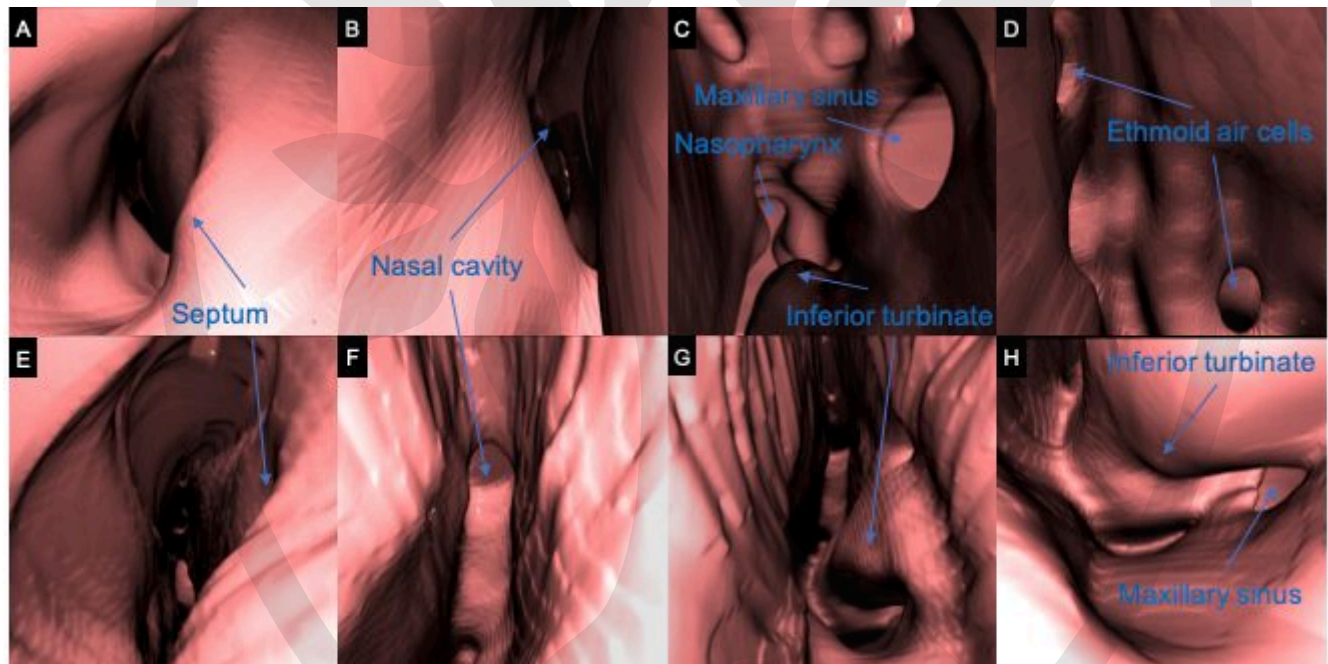 A
B
C
D
Maxillary sinus
Nasopharynx
Ethmoid air cells
Nasal cavity
Septum
Inferior turbinate
E
F
G
H
Inferior turbinate
Maxillary sinus